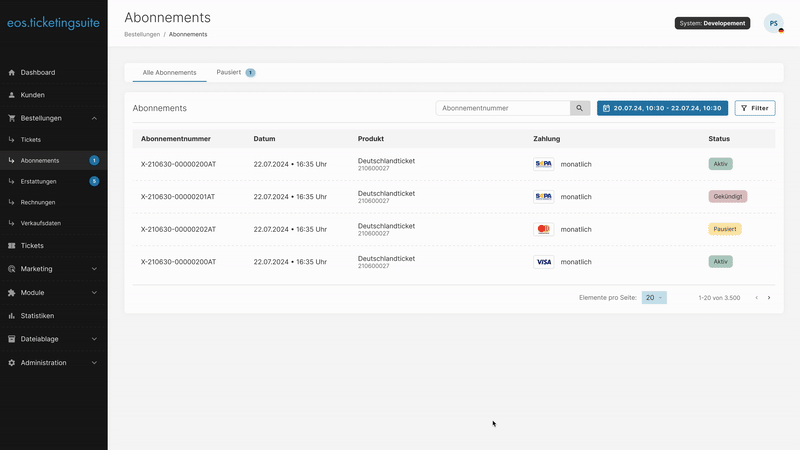 eos.ticketingsuite
Dashboard
Kunden
Bestellungen
Tickets
Abonnements 1
Erstattungen 5
Rechnungen
Verkaufsdaten
Tickets
Marketing
Module
Statistiken
Dateiablage
Administration
Abonnements
Bestellungen / Abonnements
System: Developement
PS
Alle Abonnements Pausiert 1
Abonnements
Abonnementnummer
20.07.24, 10:30 - 22.07.24, 10:30
Filter
Abonnementnummer Datum Produkt Zahlung Status
X-210630-00000200AT 22.07.2024 • 16:35 Uhr Deutschlandticket SEPA monatlich Aktiv
210600027
X-210630-00000201AT 22.07.2024 • 16:35 Uhr Deutschlandticket SEPA monatlich Gekündigt
210600027
X-210630-00000202AT 22.07.2024 • 16:35 Uhr Deutschlandticket monatlich Pausiert
210600027
X-210630-00000200AT 22.07.2024 • 16:35 Uhr Deutschlandticket VISA monatlich Aktiv
210600027
Elemente pro Seite: 20 1-20 von 3.500